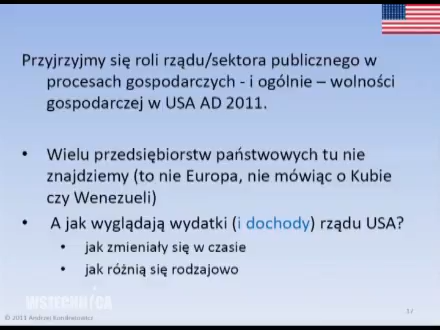 Przyjrzyjmy się roli rządu/sektora publicznego w
procesach gospodarczych - i ogólnie – wolności
gospodarczej w USA AD 2011.
• Wielu przedsiębiorstw państwowych tu nie
znajdziemy (to nie Europa, nie mówiąc o Kubie
czy Wenezueli)
• A jak wyglądają wydatki (i dochody) rządu USA?
• jak zmieniały się w czasie
• jak różnią się rodzajowo
WSZECHNICA
© 2011 Andrzej